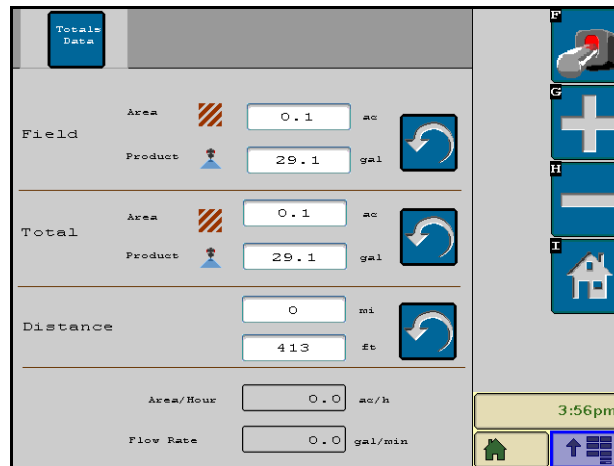 Totals
Data
F
Area 0.1 ac
Field
Product 29.1 gal
G
H
Area 0.1 ac
Total
Product 29.1 gal
I
0 mi
Distance
413 ft
Area/Hour 0.0 ac/h
3:56pm
Flow Rate 0.0 gal/min